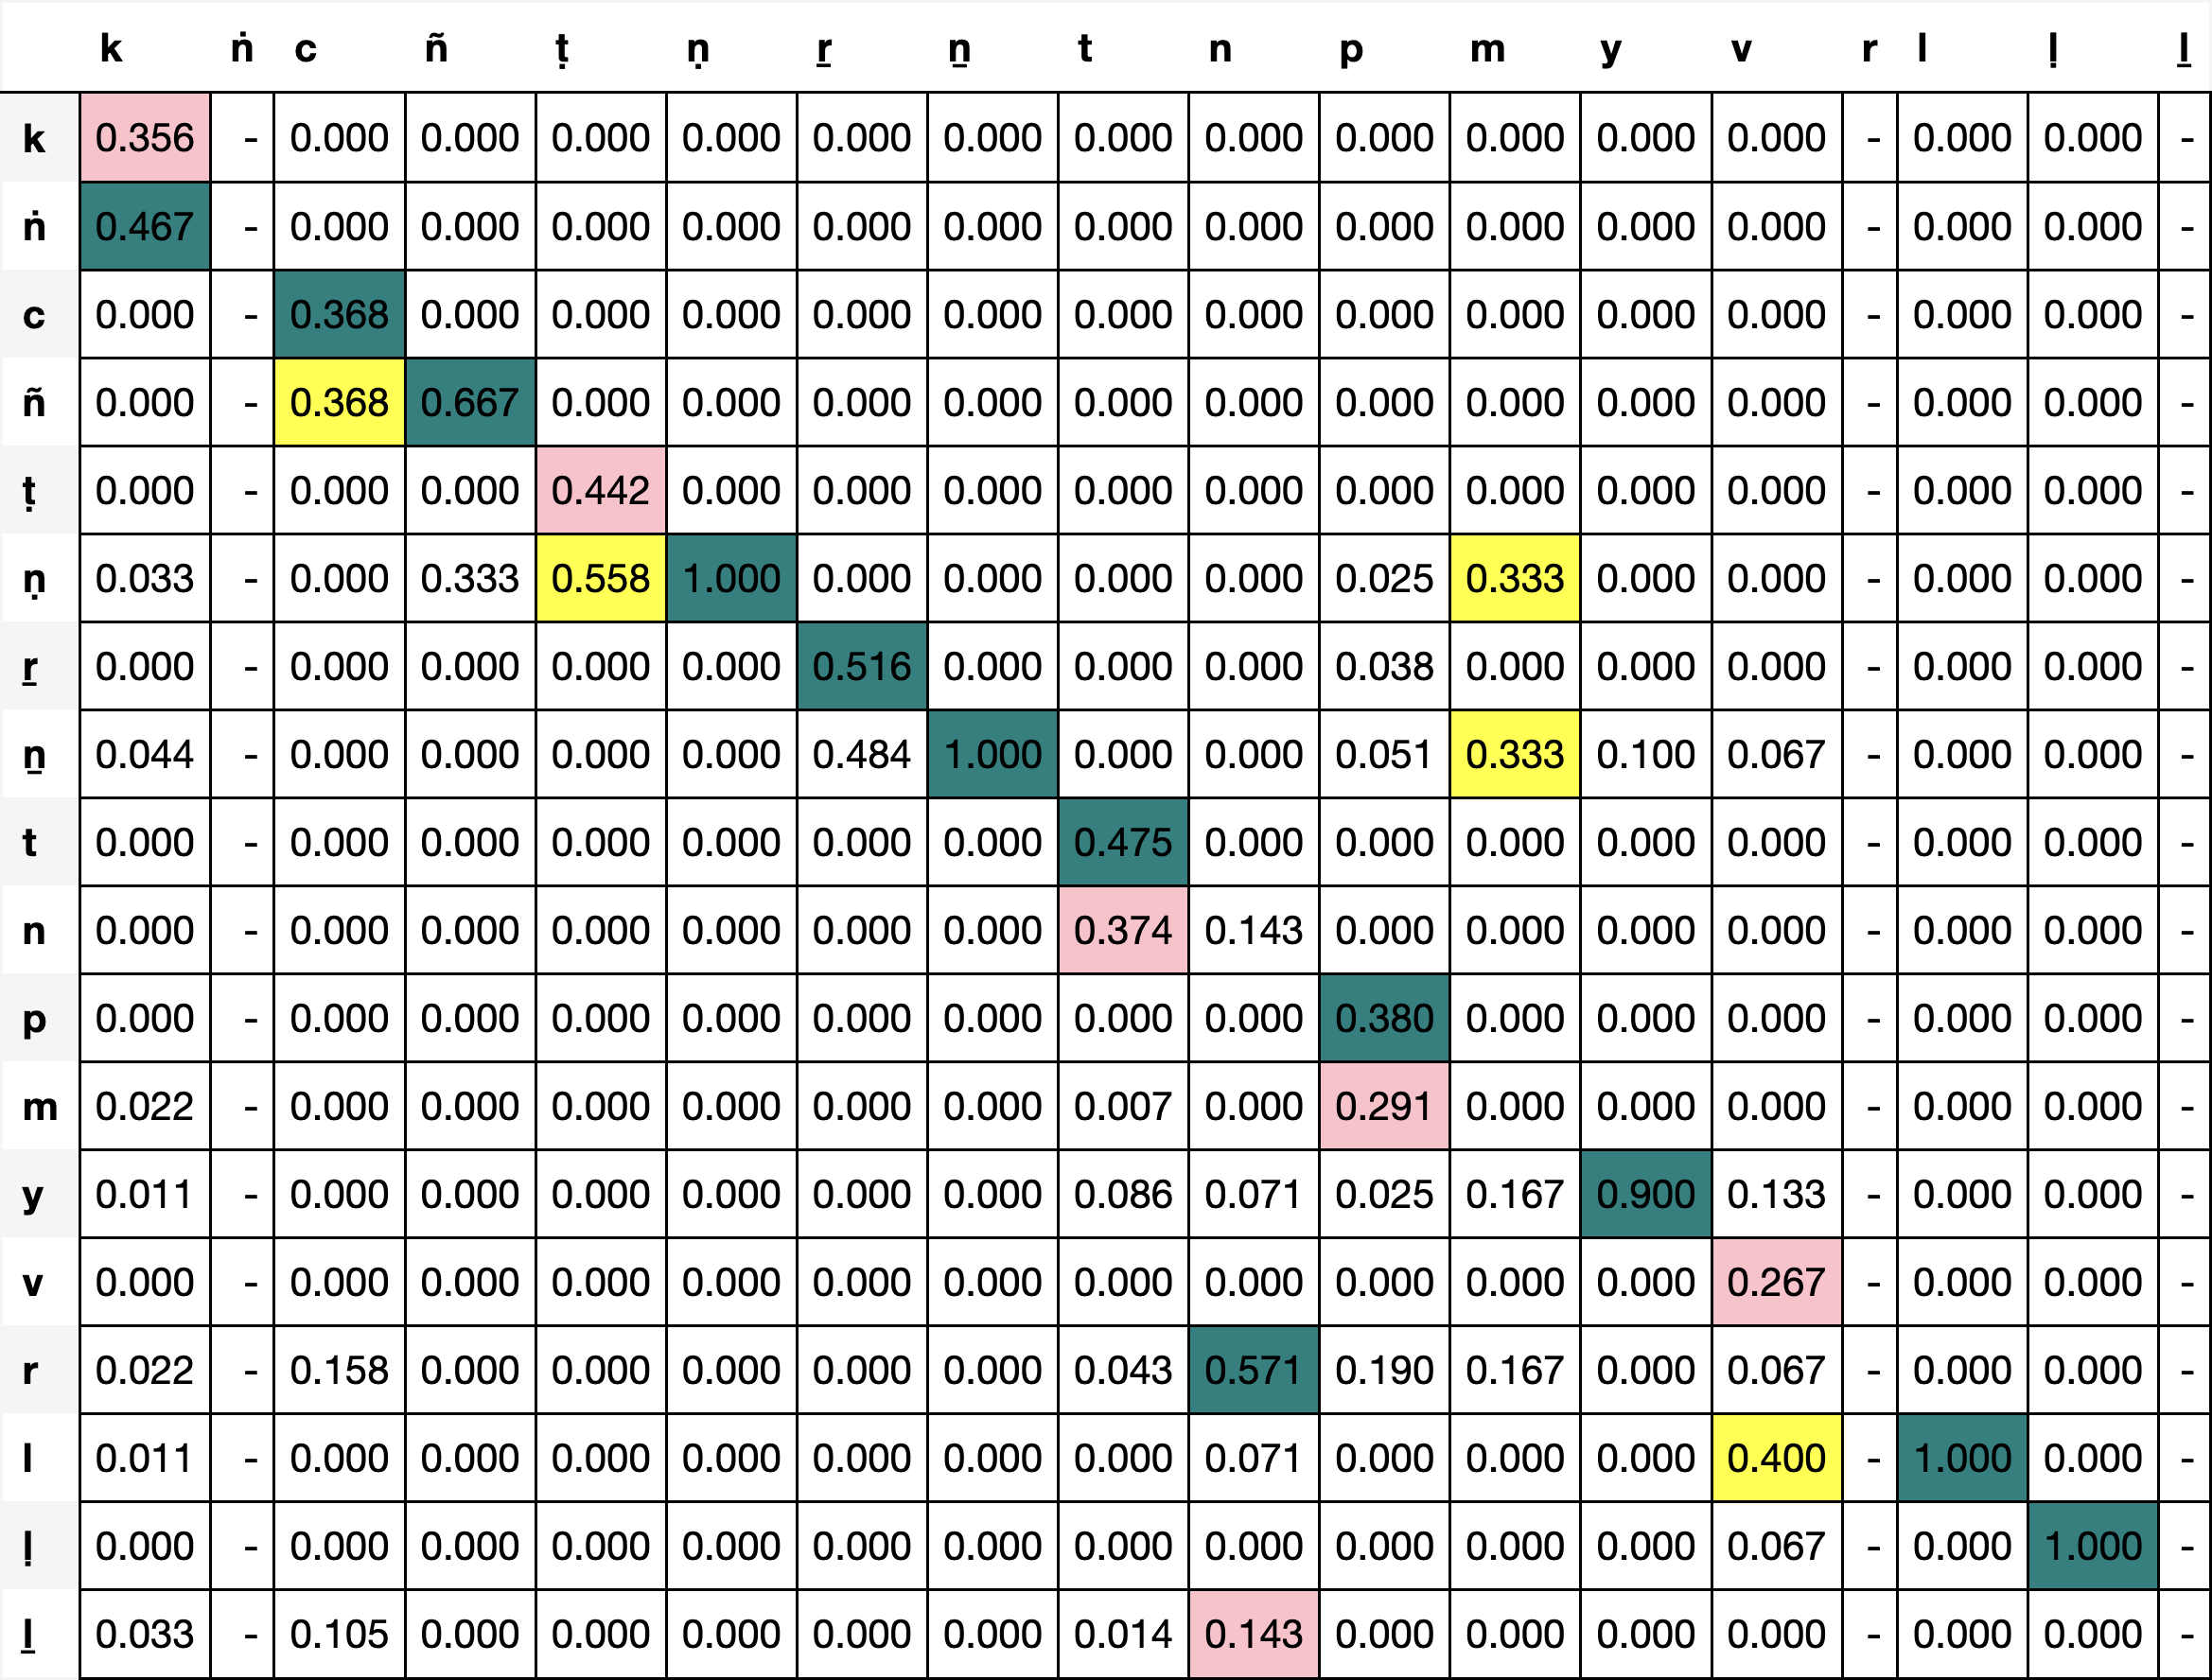 k ṅ c ñ ṭ ṇ ṟ ṉ t n p m y v r l ḷ ḻ
k 0.356 - 0.000 0.000 0.000 0.000 0.000 0.000 0.000 0.000 0.000 0.000 0.000 0.000 - 0.000 0.000 -
ṅ 0.467 - 0.000 0.000 0.000 0.000 0.000 0.000 0.000 0.000 0.000 0.000 0.000 0.000 - 0.000 0.000 -
c 0.000 - 0.368 0.000 0.000 0.000 0.000 0.000 0.000 0.000 0.000 0.000 0.000 0.000 - 0.000 0.000 -
ñ 0.000 - 0.368 0.667 0.000 0.000 0.000 0.000 0.000 0.000 0.000 0.000 0.000 0.000 - 0.000 0.000 -
ṭ 0.000 - 0.000 0.000 0.442 0.000 0.000 0.000 0.000 0.000 0.000 0.000 0.000 0.000 - 0.000 0.000 -
ṇ 0.033 - 0.000 0.333 0.558 1.000 0.000 0.000 0.000 0.000 0.025 0.333 0.000 0.000 - 0.000 0.000 -
ṟ 0.000 - 0.000 0.000 0.000 0.000 0.516 0.000 0.000 0.000 0.038 0.000 0.000 0.000 - 0.000 0.000 -
ṉ 0.044 - 0.000 0.000 0.000 0.000 0.484 1.000 0.000 0.000 0.051 0.333 0.100 0.067 - 0.000 0.000 -
t 0.000 - 0.000 0.000 0.000 0.000 0.000 0.000 0.475 0.000 0.000 0.000 0.000 0.000 - 0.000 0.000 -
n 0.000 - 0.000 0.000 0.000 0.000 0.000 0.000 0.374 0.143 0.000 0.000 0.000 0.000 - 0.000 0.000 -
p 0.000 - 0.000 0.000 0.000 0.000 0.000 0.000 0.000 0.000 0.380 0.000 0.000 0.000 - 0.000 0.000 -
m 0.022 - 0.000 0.000 0.000 0.000 0.000 0.000 0.007 0.000 0.291 0.000 0.000 0.000 - 0.000 0.000 -
y 0.011 - 0.000 0.000 0.000 0.000 0.000 0.000 0.086 0.071 0.025 0.167 0.900 0.133 - 0.000 0.000 -
v 0.000 - 0.000 0.000 0.000 0.000 0.000 0.000 0.000 0.000 0.000 0.000 0.000 0.267 - 0.000 0.000 -
r 0.022 - 0.158 0.000 0.000 0.000 0.000 0.000 0.043 0.571 0.190 0.167 0.000 0.067 - 0.000 0.000 -
l 0.011 - 0.000 0.000 0.000 0.000 0.000 0.000 0.000 0.071 0.000 0.000 0.000 0.400 - 1.000 0.000 -
ḷ 0.000 - 0.000 0.000 0.000 0.000 0.000 0.000 0.000 0.000 0.000 0.000 0.000 0.067 - 0.000 1.000 -
ḻ 0.033 - 0.105 0.000 0.000 0.000 0.000 0.000 0.014 0.143 0.000 0.000 0.000 0.000 - 0.000 0.000 -